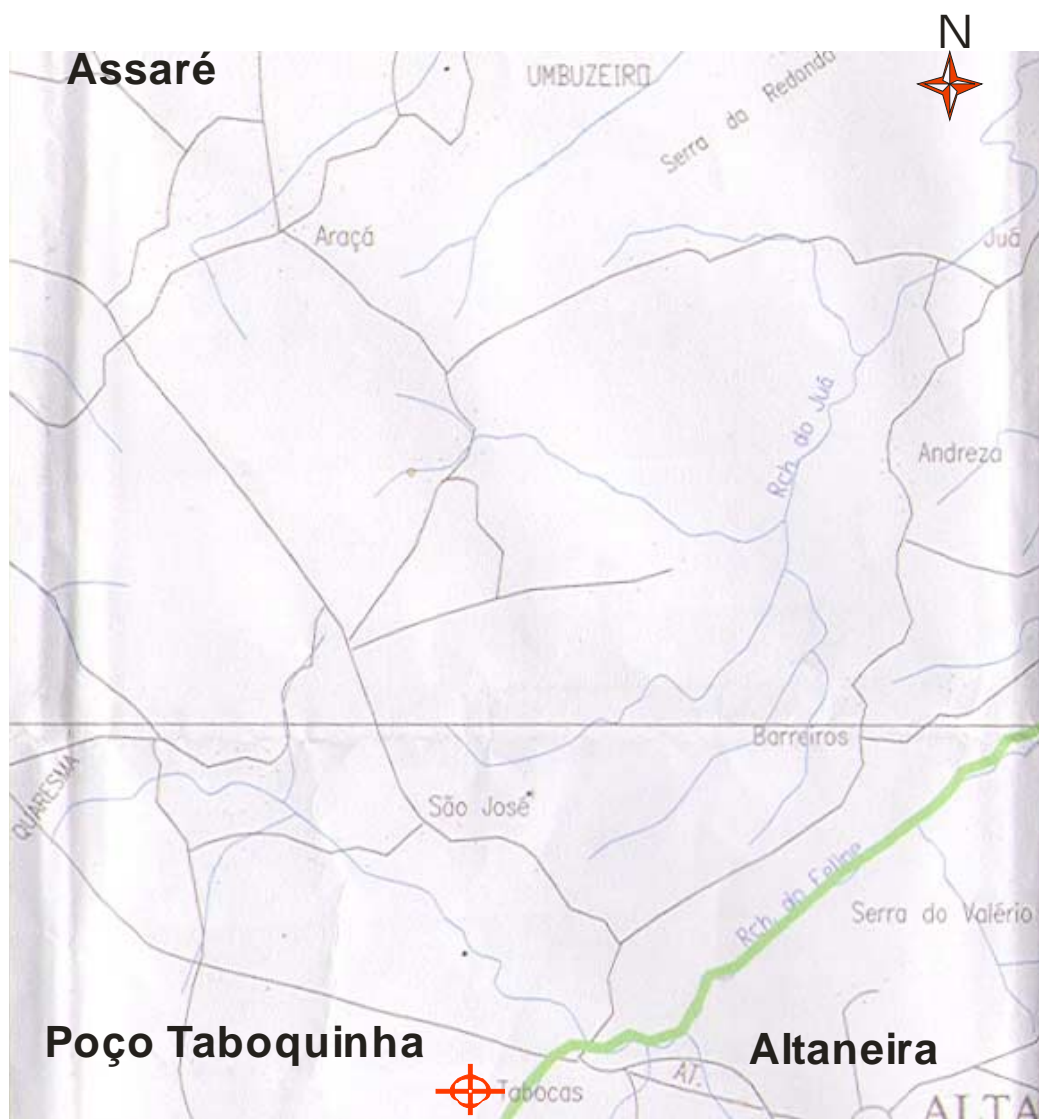 N
Assaré
UMBUZEIRO
Serra do Redondo
Araçá
Juá
Rch. do Juá
Andreza
Barreiros
QUARESMA
São José
Rch. do Felipe
Serra do Valério
Poço Taboquinha
Altaneira
Tabocas
AT.
ALTA